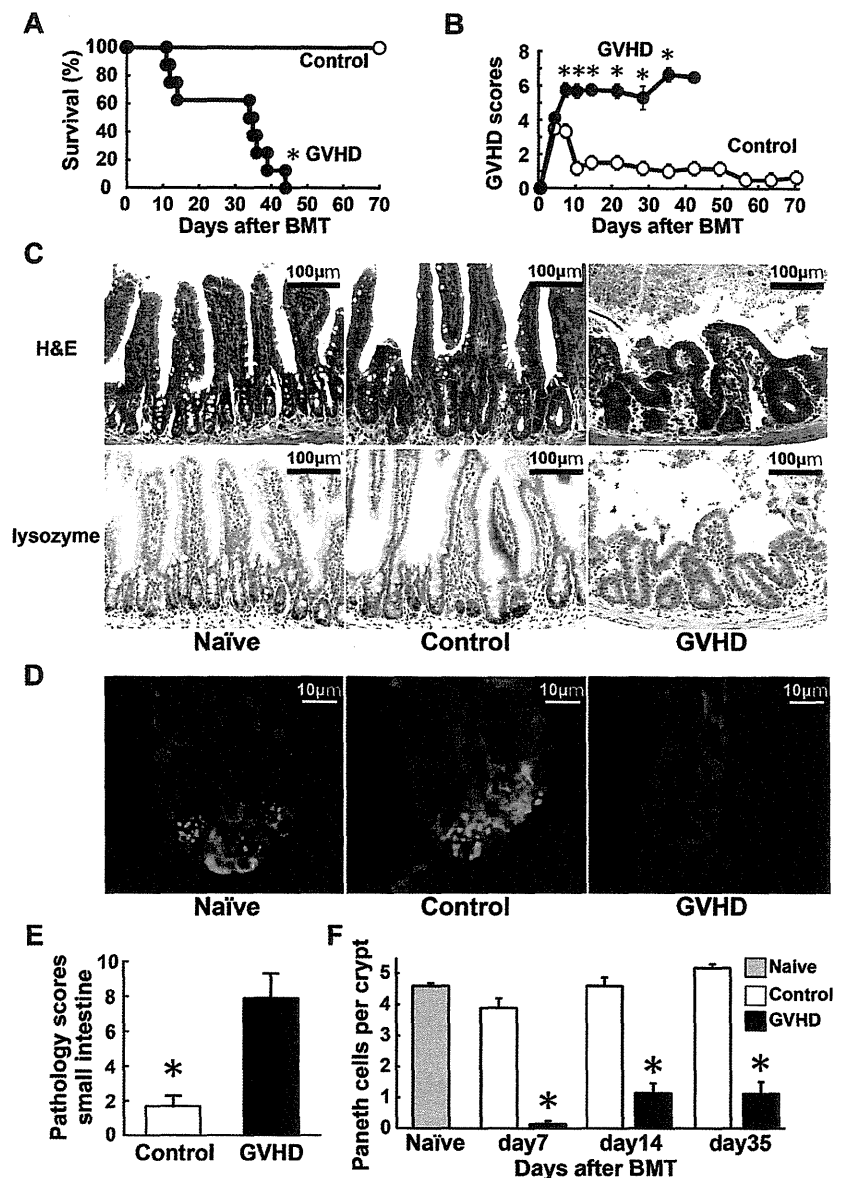 A
Survival (%)
100
80
60
40
20
0
Control
* GVHD
0 10 20 30 40 50 60 70
Days after BMT
B
GVHD scores
8
6
4
2
0
GVHD
*** * * *
Control
0 10 20 30 40 50 60 70
Days after BMT
C
H&E
100μm
100μm
100μm
lysozyme
100μm
100μm
100μm
Naïve
Control
GVHD
D
10μm
10μm
10μm
Naïve
Control
GVHD
E
Pathology scores
small intestine
10
8
6
4
2
0
*
Control
GVHD
F
Paneth cells per crypt
5
4
3
2
1
0
Naive
Control
GVHD
*
*
*
Naïve day7 day14 day35
Days after BMT